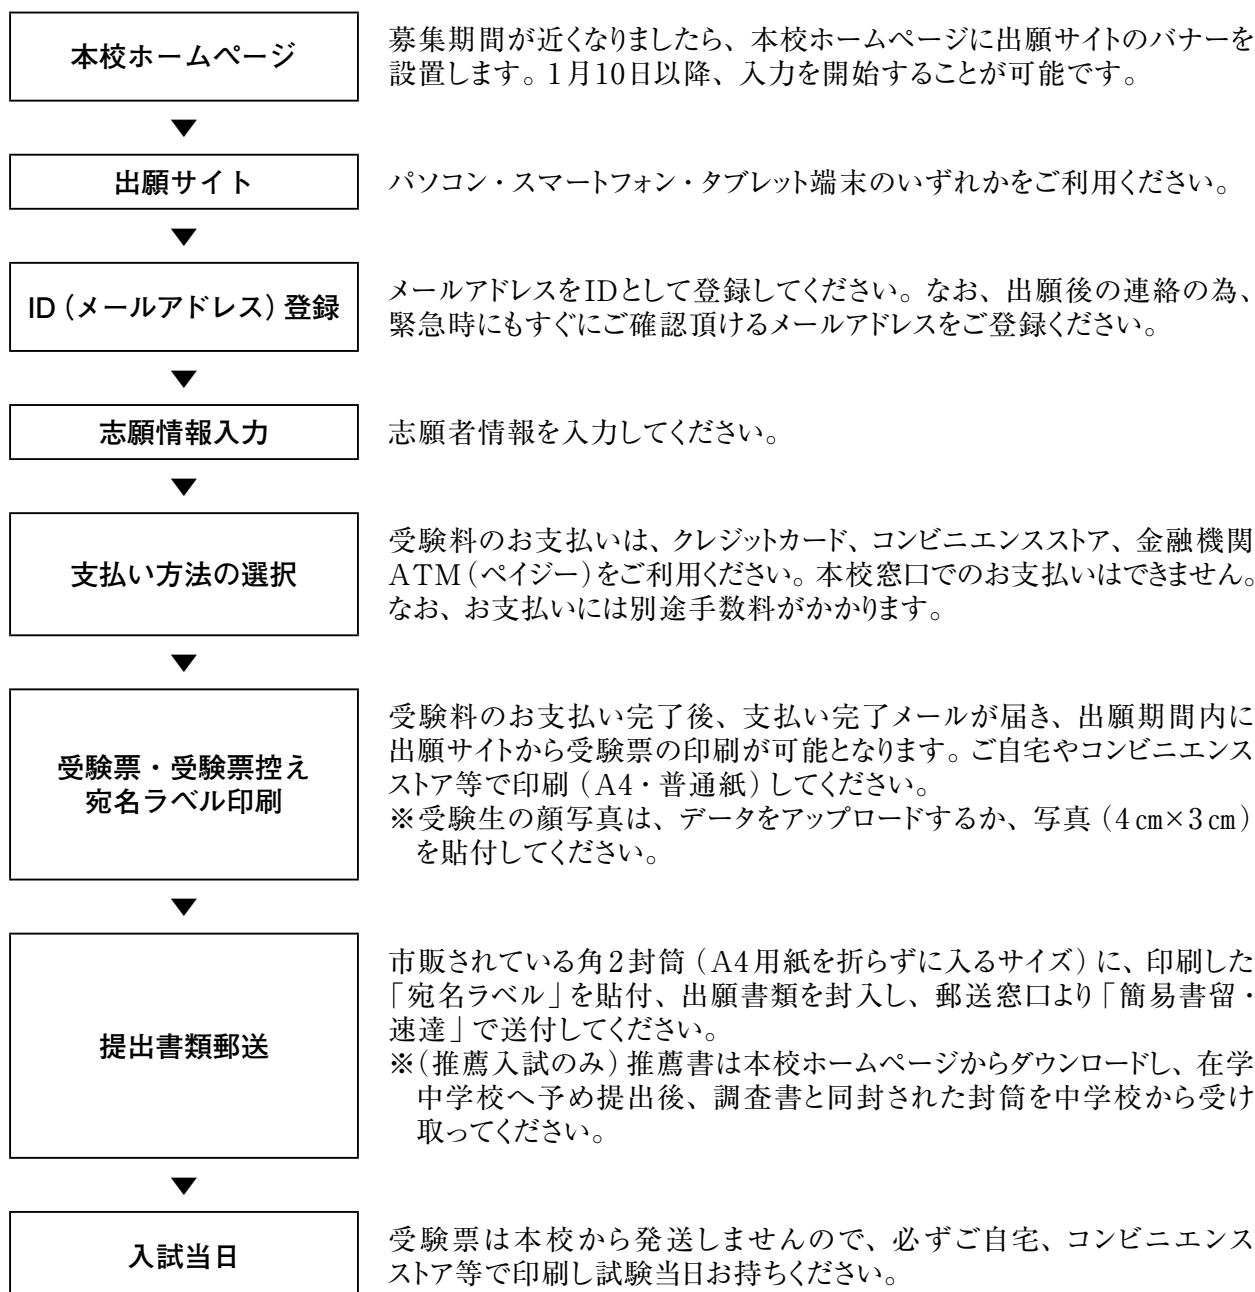 本校ホームページ
募集期間が近くなりましたら、本校ホームページに出願サイトのバナーを
設置します。1月10日以降、入力を開始することが可能です。
▼
出願サイト
パソコン・スマートフォン・タブレット端末のいずれかをご利用ください。
▼
ID(メールアドレス)登録
メールアドレスをIDとして登録してください。なお、出願後の連絡の為、
緊急時にもすぐにご確認頂けるメールアドレスをご登録ください。
▼
志願情報入力
志願者情報を入力してください。
▼
支払い方法の選択
受験料のお支払いは、クレジットカード、コンビニエンスストア、金融機関
ATM(ペイジー)をご利用ください。本校窓口でのお支払いはできません。
なお、お支払いには別途手数料がかかります。
▼
受験票・受験票控え
宛名ラベル印刷
受験料のお支払い完了後、支払い完了メールが届き、出願期間内に
出願サイトから受験票の印刷が可能となります。ご自宅やコンビニエンス
ストア等で印刷(A4・普通紙)してください。
※受験生の顔写真は、データをアップロードするか、写真(4cm×3cm)
を貼付してください。
▼
提出書類郵送
市販されている角2封筒(A4用紙を折らずに入るサイズ)に、印刷した
「宛名ラベル」を貼付、出願書類を封入し、郵送窓口より「簡易書留・
速達」で送付してください。
※(推薦入試のみ)推薦書は本校ホームページからダウンロードし、在学
中学校へ予め提出後、調査書と同封された封筒を中学校から受け
取ってください。
▼
入試当日
受験票は本校から発送しませんので、必ずご自宅、コンビニエンス
ストア等で印刷し試験当日お持ちください。